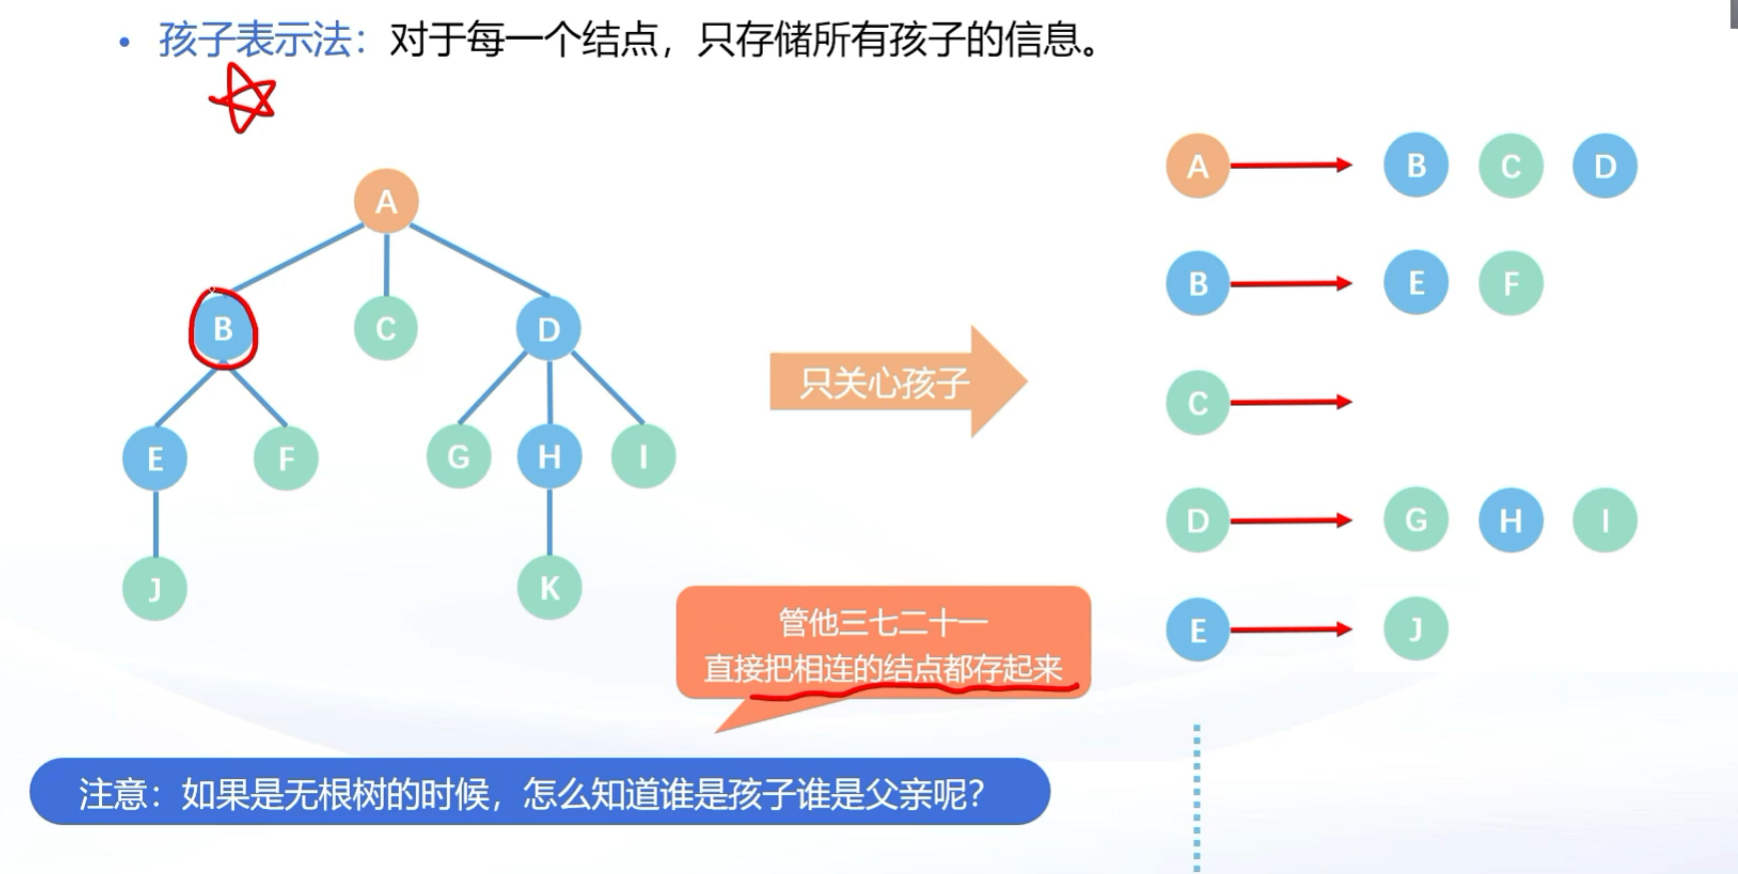 • 孩子表示法：对于每一个结点，只存储所有孩子的信息。
A
B C D
E F G H I
J K
只关心孩子
A B C D
B E F
C
D G H I
E J
管他三七二十一
直接把相连的结点都存起来
注意：如果是无根树的时候，怎么知道谁是孩子谁是父亲呢？